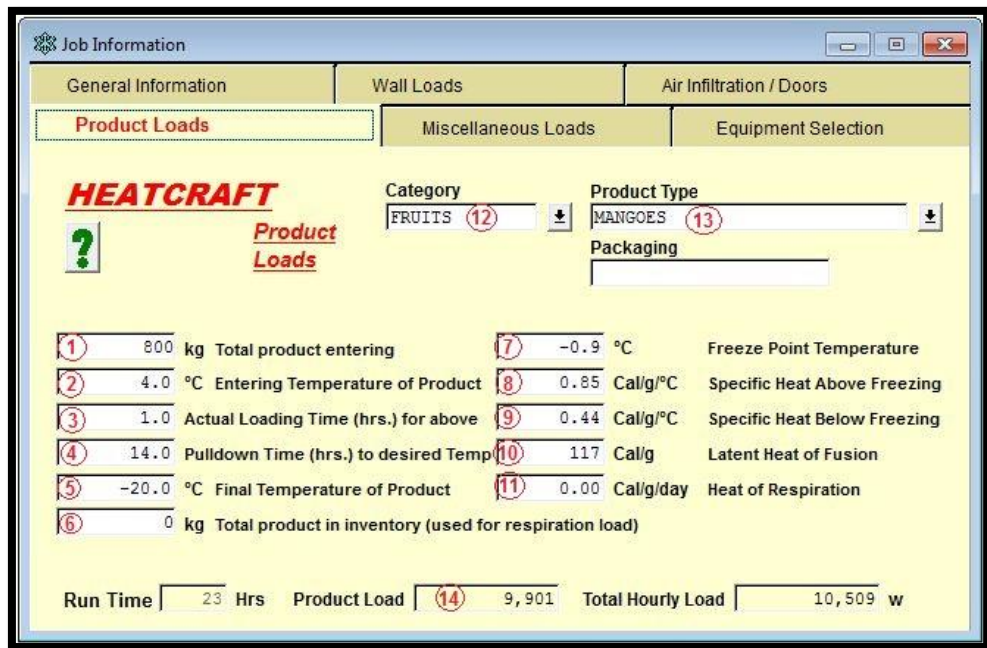 Job Information
General Information Wall Loads Air Infiltration / Doors
Product Loads Miscellaneous Loads Equipment Selection
HEATCRAFT
?
Product
Loads
Category
FRUITS 12
Product Type
MANGOES 13
Packaging
1 800 kg Total product entering
7 -0.9 °C Freeze Point Temperature
2 4.0 °C Entering Temperature of Product
8 0.85 Cal/g/°C Specific Heat Above Freezing
3 1.0 Actual Loading Time (hrs.) for above
9 0.44 Cal/g/°C Specific Heat Below Freezing
4 14.0 Pulldown Time (hrs.) to desired Temp
10 117 Cal/g Latent Heat of Fusion
5 -20.0 °C Final Temperature of Product
11 0.00 Cal/g/day Heat of Respiration
6 0 kg Total product in inventory (used for respiration load)
Run Time 23 Hrs Product Load 14 9,901 Total Hourly Load 10,509 w